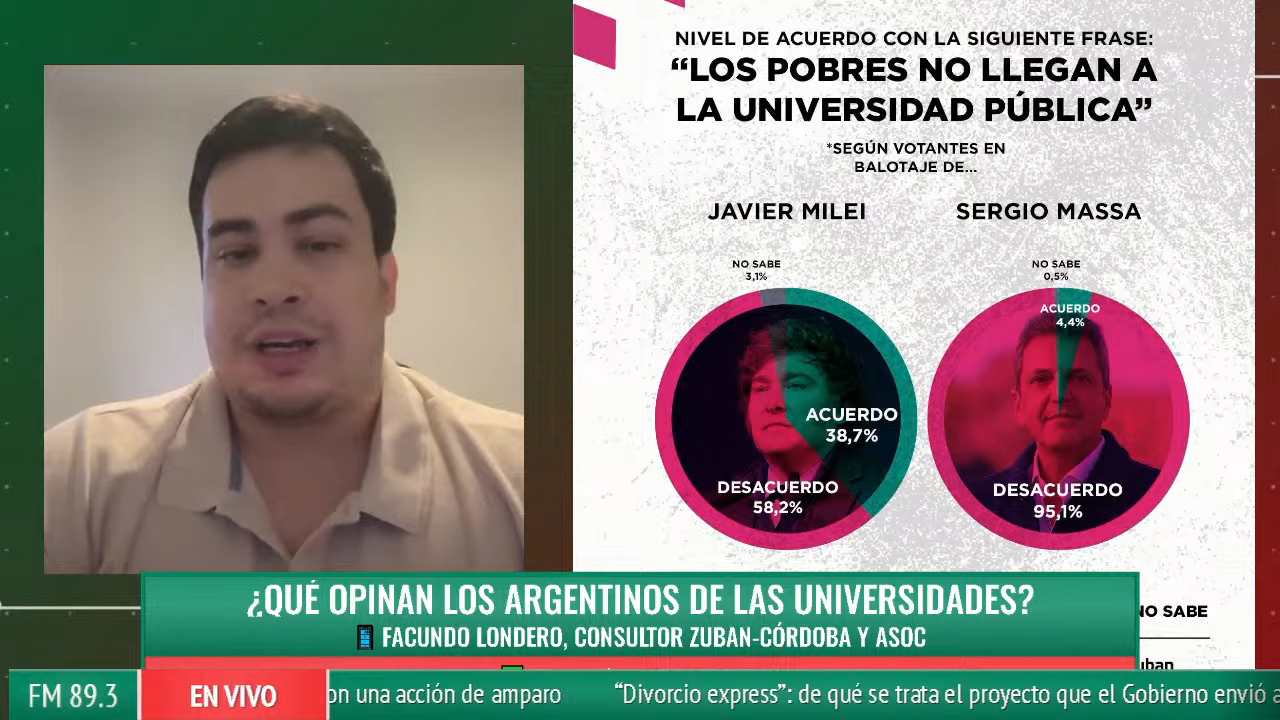 NIVEL DE ACUERDO CON LA SIGUIENTE FRASE:
“LOS POBRES NO LLEGAN A
LA UNIVERSIDAD PÚBLICA”
*SEGÚN VOTANTES EN
BALOTAJE DE...
JAVIER MILEI
SERGIO MASSA
NO SABE
3,1%
NO SABE
0,5%
ACUERDO
4,4%
ACUERDO
38,7%
DESACUERDO
58,2%
DESACUERDO
95,1%
NO SABE
¿QUÉ OPINAN LOS ARGENTINOS DE LAS UNIVERSIDADES?
FACUNDO LONDERO, CONSULTOR ZUBAN-CÓRDOBA Y ASOC
FM 89.3
EN VIVO
on una acción de amparo
“Divorcio express”: de qué se trata el proyecto que el Gobierno envió a